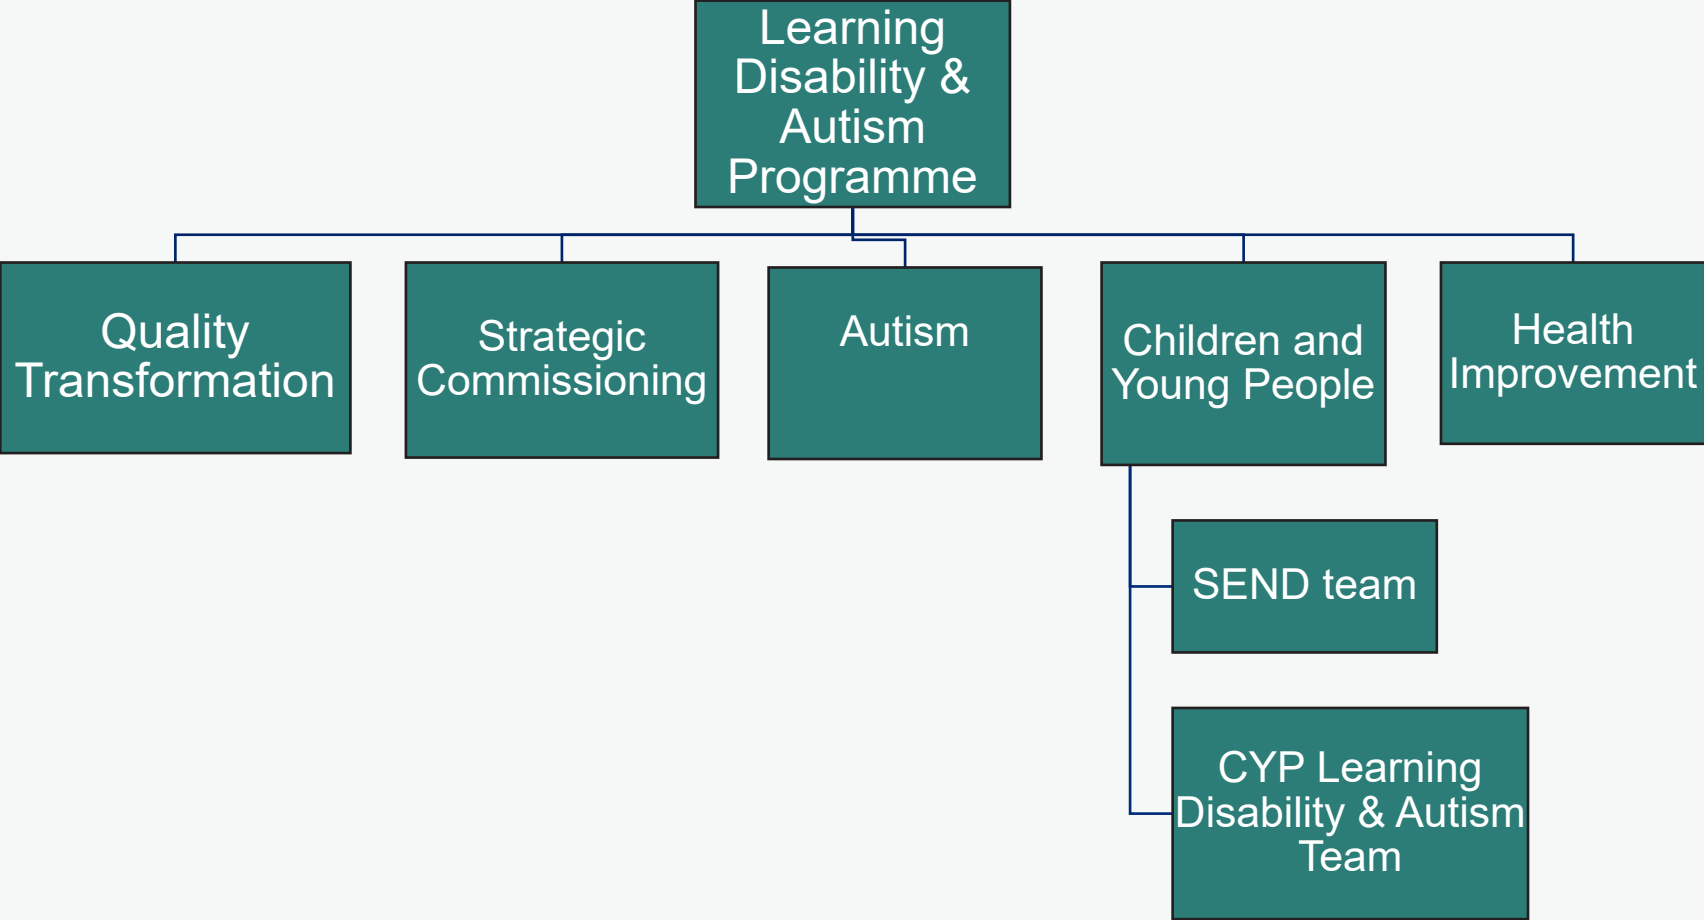 Learning
Disability &
Autism
Programme
Quality
Transformation
Strategic
Commissioning
Autism
Children and
Young People
Health
Improvement
SEND team
CYP Learning
Disability & Autism
Team